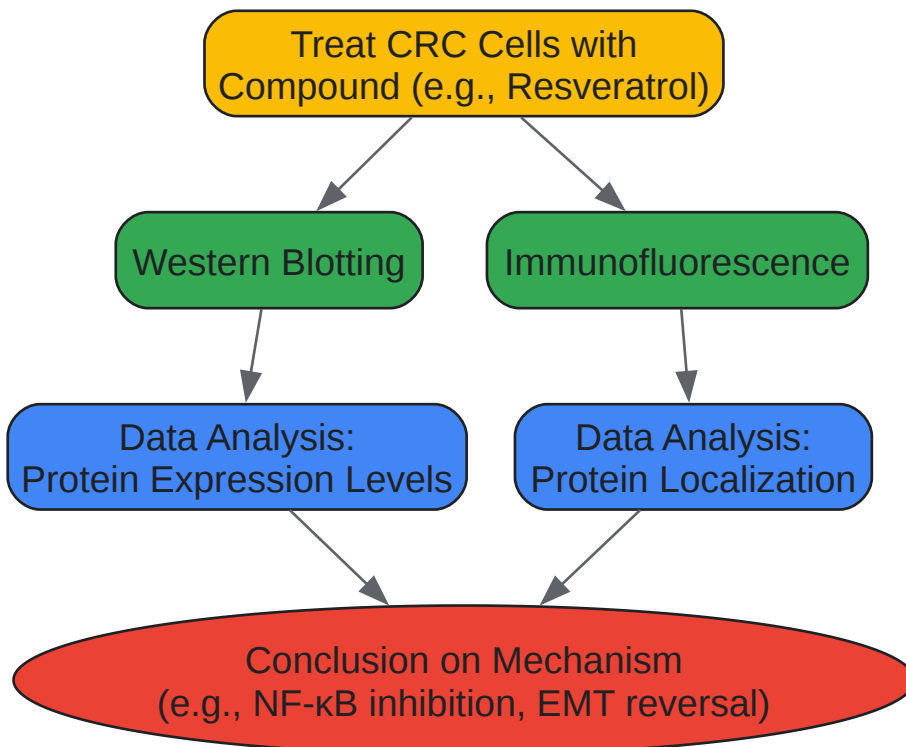 Treat CRC Cells with
Compound (e.g., Resveratrol)
Western Blotting
Immunofluorescence
Data Analysis:
Protein Expression Levels
Data Analysis:
Protein Localization
Conclusion on Mechanism
(e.g., NF-κB inhibition, EMT reversal)